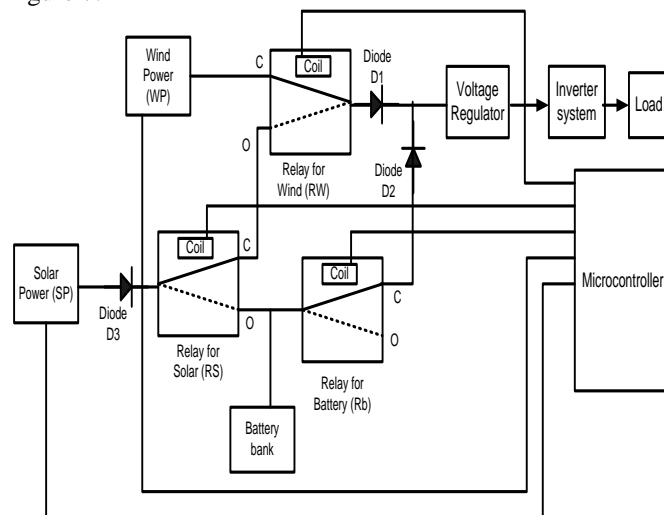 Wind
Power
(WP)
C
Coil
O
Relay for
Wind (RW)
Diode
D1
Diode
D2
Voltage
Regulator
Inverter
system
Load
Solar
Power (SP)
Diode
D3
Coil
C
O
Relay for
Solar (RS)
Coil
C
O
Relay for
Battery (Rb)
Battery
bank
Microcontroller